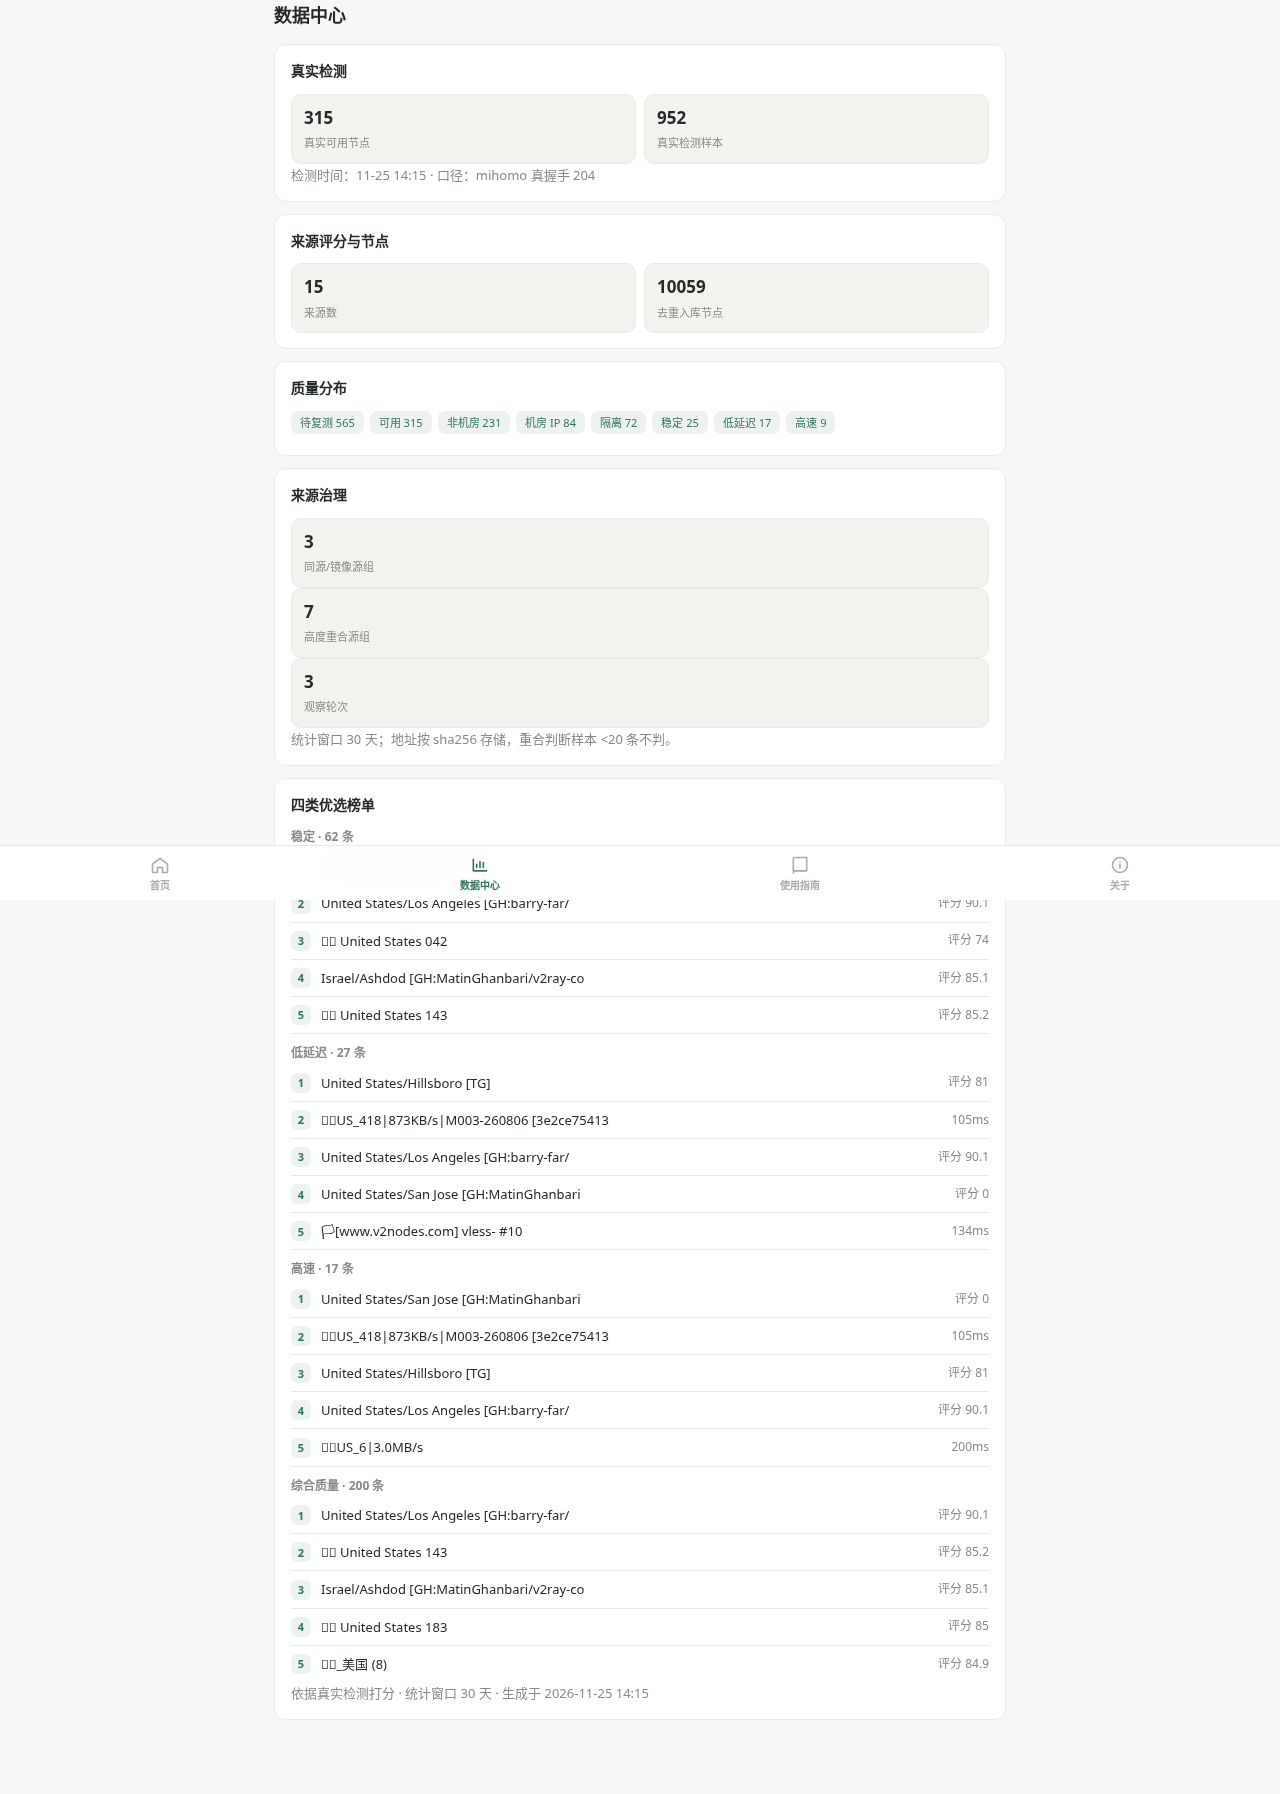 数据中心
真实检测
315
真实可用节点
952
真实检测样本
检测时间：11-25 14:15 · 口径：mihomo 真握手 204
来源评分与节点
15
来源数
10059
去重入库节点
质量分布
待复测 565
可用 315
非机房 231
机房 IP 84
隔离 72
稳定 25
低延迟 17
高速 9
来源治理
3
同源/镜像源组
7
高度重合源组
3
观察轮次
统计窗口 30 天；地址按 sha256 存储，重合判断样本 <20 条不判。
四类优选榜单
稳定 · 62 条
首页
数据中心
使用指南
关于
2 United States/Los Angeles [GH:barry-far/ 评分 90.1
3 United States 042 评分 74
4 Israel/Ashdod [GH:MatinGhanbari/v2ray-co 评分 85.1
5 United States 143 评分 85.2
低延迟 · 27 条
1 United States/Hillsboro [TG] 评分 81
2 US_418|873KB/s|M003-260806 [3e2ce75413 105ms
3 United States/Los Angeles [GH:barry-far/ 评分 90.1
4 United States/San Jose [GH:MatinGhanbari 评分 0
5 🏳[www.v2nodes.com] vless- #10 134ms
高速 · 17 条
1 United States/San Jose [GH:MatinGhanbari 评分 0
2 US_418|873KB/s|M003-260806 [3e2ce75413 105ms
3 United States/Hillsboro [TG] 评分 81
4 United States/Los Angeles [GH:barry-far/ 评分 90.1
5 US_6|3.0MB/s 200ms
综合质量 · 200 条
1 United States/Los Angeles [GH:barry-far/ 评分 90.1
2 United States 143 评分 85.2
3 Israel/Ashdod [GH:MatinGhanbari/v2ray-co 评分 85.1
4 United States 183 评分 85
5 _美国 (8) 评分 84.9
依据真实检测打分 · 统计窗口 30 天 · 生成于 2026-11-25 14:15